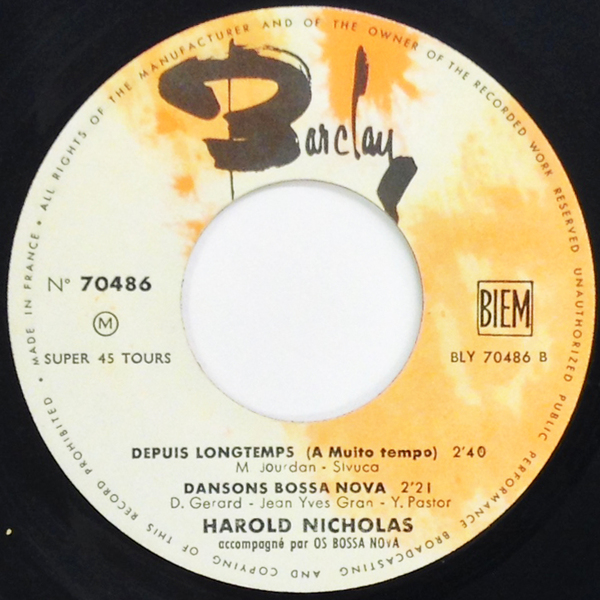 MADE IN FRANCE • ALL RIGHTS OF THE MANUFACTURER AND OF THE OWNER OF THE RECORDED WORK RESERVED UNAUTHORIZED PUBLIC PERFORMANCE BROADCASTING AND COPYING OF THIS RECORD PROHIBITED •
Barclay
N° 70486
M
SUPER 45 TOURS
BIEM
BLY 70486 B
DEPUIS LONGTEMPS (A Muito tempo) 2'40
M Jourdan - Sivuca
DANSONS BOSSA NOVA 2'21
D. Gerard - Jean Yves Gran - Y. Pastor
HAROLD NICHOLAS
accompagné par OS BOSSA NOVA